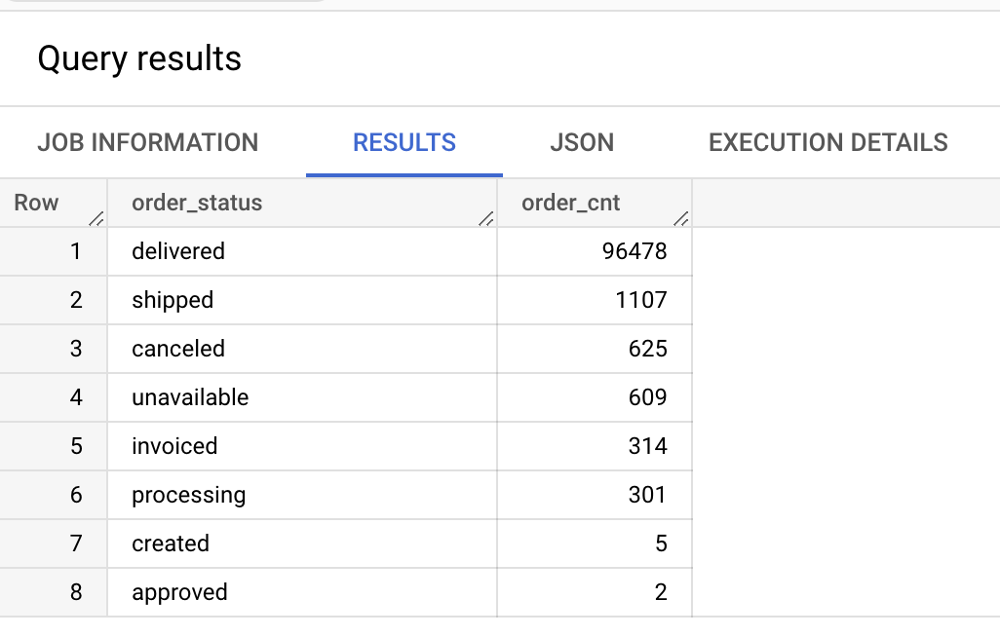 Query results
JOB INFORMATION RESULTS JSON EXECUTION DETAILS
Row order_status order_cnt
1 delivered 96478
2 shipped 1107
3 canceled 625
4 unavailable 609
5 invoiced 314
6 processing 301
7 created 5
8 approved 2